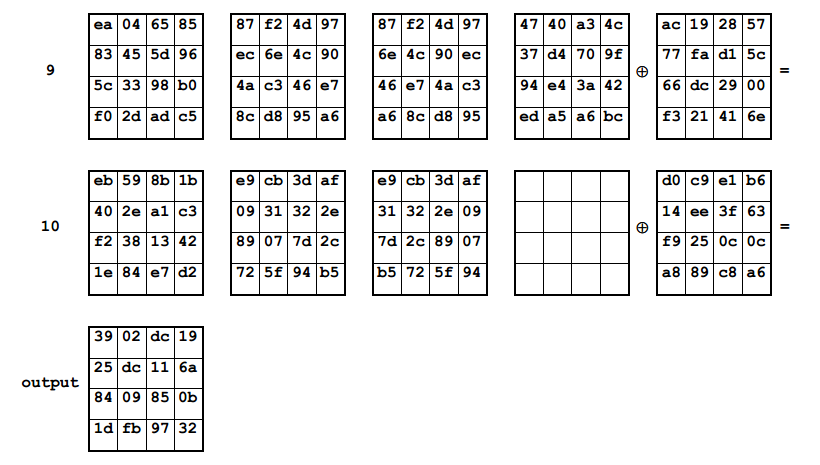 ea 04 65 85 87 f2 4d 97 87 f2 4d 97 47 40 a3 4c ac 19 28 57
83 45 5d 96 ec 6e 4c 90 6e 4c 90 ec 37 d4 70 9f 77 fa d1 5c
9 ⊕ =
5c 33 98 b0 4a c3 46 e7 46 e7 4a c3 94 e4 3a 42 66 dc 29 00
f0 2d ad c5 8c d8 95 a6 a6 8c d8 95 ed a5 a6 bc f3 21 41 6e
eb 59 8b 1b e9 cb 3d af e9 cb 3d af d0 c9 e1 b6
40 2e a1 c3 09 31 32 2e 31 32 2e 09 14 ee 3f 63
10 ⊕ =
f2 38 13 42 89 07 7d 2c 7d 2c 89 07 f9 25 0c 0c
1e 84 e7 d2 72 5f 94 b5 b5 72 5f 94 a8 89 c8 a6
39 02 dc 19
25 dc 11 6a
output
84 09 85 0b
1d fb 97 32